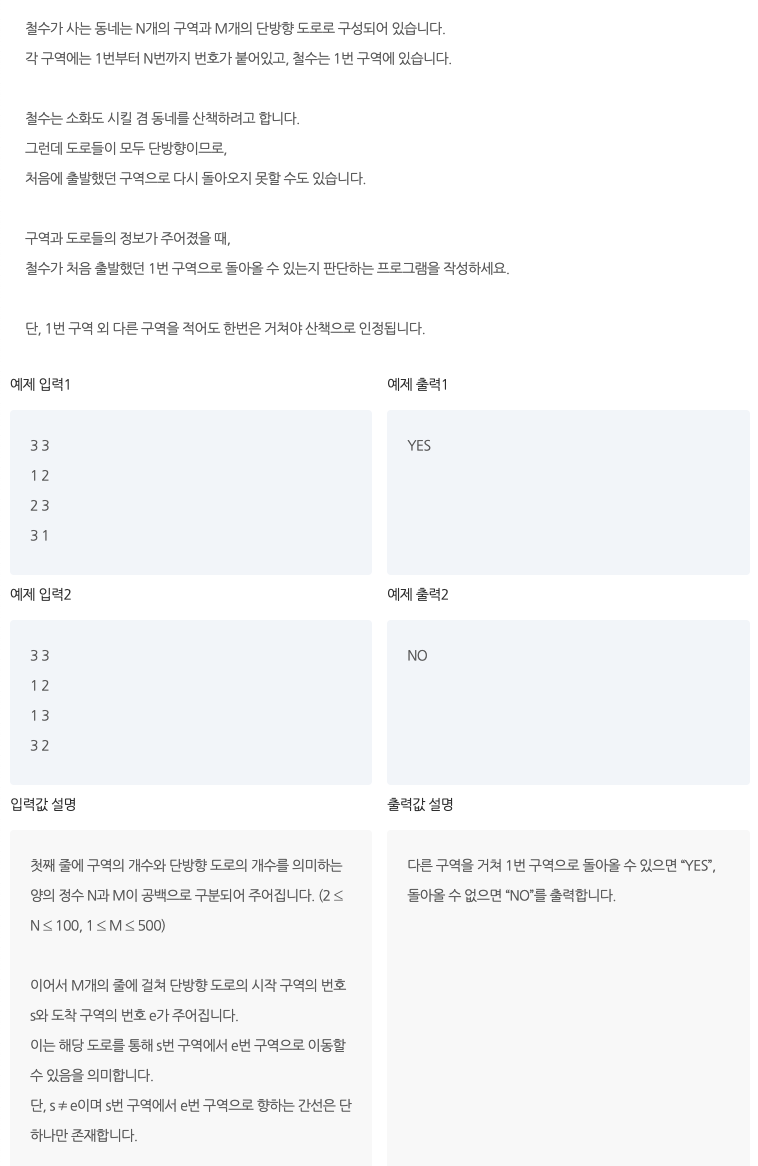 철수가 사는 동네는 N개의 구역과 M개의 단방향 도로로 구성되어 있습니다.
각 구역에는 1번부터 N번까지 번호가 붙어있고, 철수는 1번 구역에 있습니다.
철수는 소화도 시킬 겸 동네를 산책하려고 합니다.
그런데 도로들이 모두 단방향이므로,
처음에 출발했던 구역으로 다시 돌아오지 못할 수도 있습니다.
구역과 도로들의 정보가 주어졌을 때,
철수가 처음 출발했던 1번 구역으로 돌아올 수 있는지 판단하는 프로그램을 작성하세요.
단, 1번 구역 외 다른 구역을 적어도 한번은 거쳐야 산책으로 인정됩니다.
예제 입력1
3 3
1 2
2 3
3 1
예제 출력1
YES
예제 입력2
3 3
1 2
1 3
3 2
예제 출력2
NO
입력값 설명
첫째 줄에 구역의 개수와 단방향 도로의 개수를 의미하는
양의 정수 N과 M이 공백으로 구분되어 주어집니다. (2 ≤
N ≤ 100, 1 ≤ M ≤ 500)
이어서 M개의 줄에 걸쳐 단방향 도로의 시작 구역의 번호
s와 도착 구역의 번호 e가 주어집니다.
이는 해당 도로를 통해 s번 구역에서 e번 구역으로 이동할
수 있음을 의미합니다.
단, s ≠ e이며 s번 구역에서 e번 구역으로 향하는 간선은 단
하나만 존재합니다.
출력값 설명
다른 구역을 거쳐 1번 구역으로 돌아올 수 있으면 “YES”,
돌아올 수 없으면 “NO”를 출력합니다.